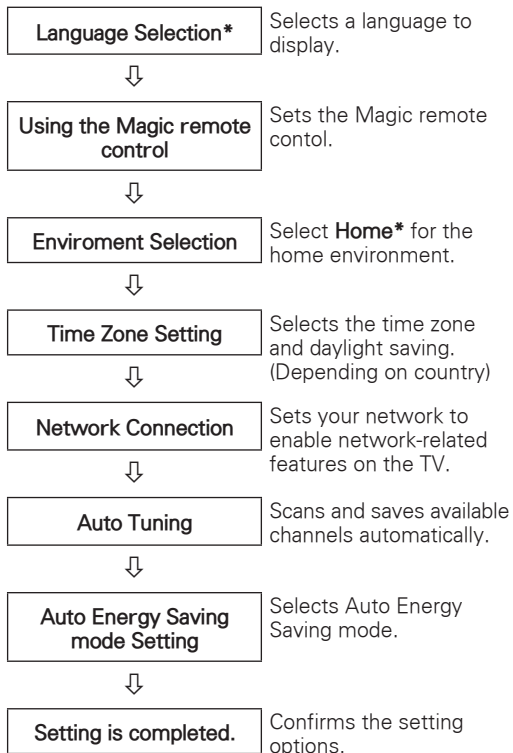 Language Selection*
Selects a language to
display.
⇩
Using the Magic remote
control
Sets the Magic remote
contol.
⇩
Enviroment Selection
Select Home* for the
home environment.
⇩
Time Zone Setting
Selects the time zone
and daylight saving.
(Depending on country)
⇩
Network Connection
Sets your network to
enable network-related
features on the TV.
⇩
Auto Tuning
Scans and saves available
channels automatically.
⇩
Auto Energy Saving
mode Setting
Selects Auto Energy
Saving mode.
⇩
Setting is completed.
Confirms the setting
options.